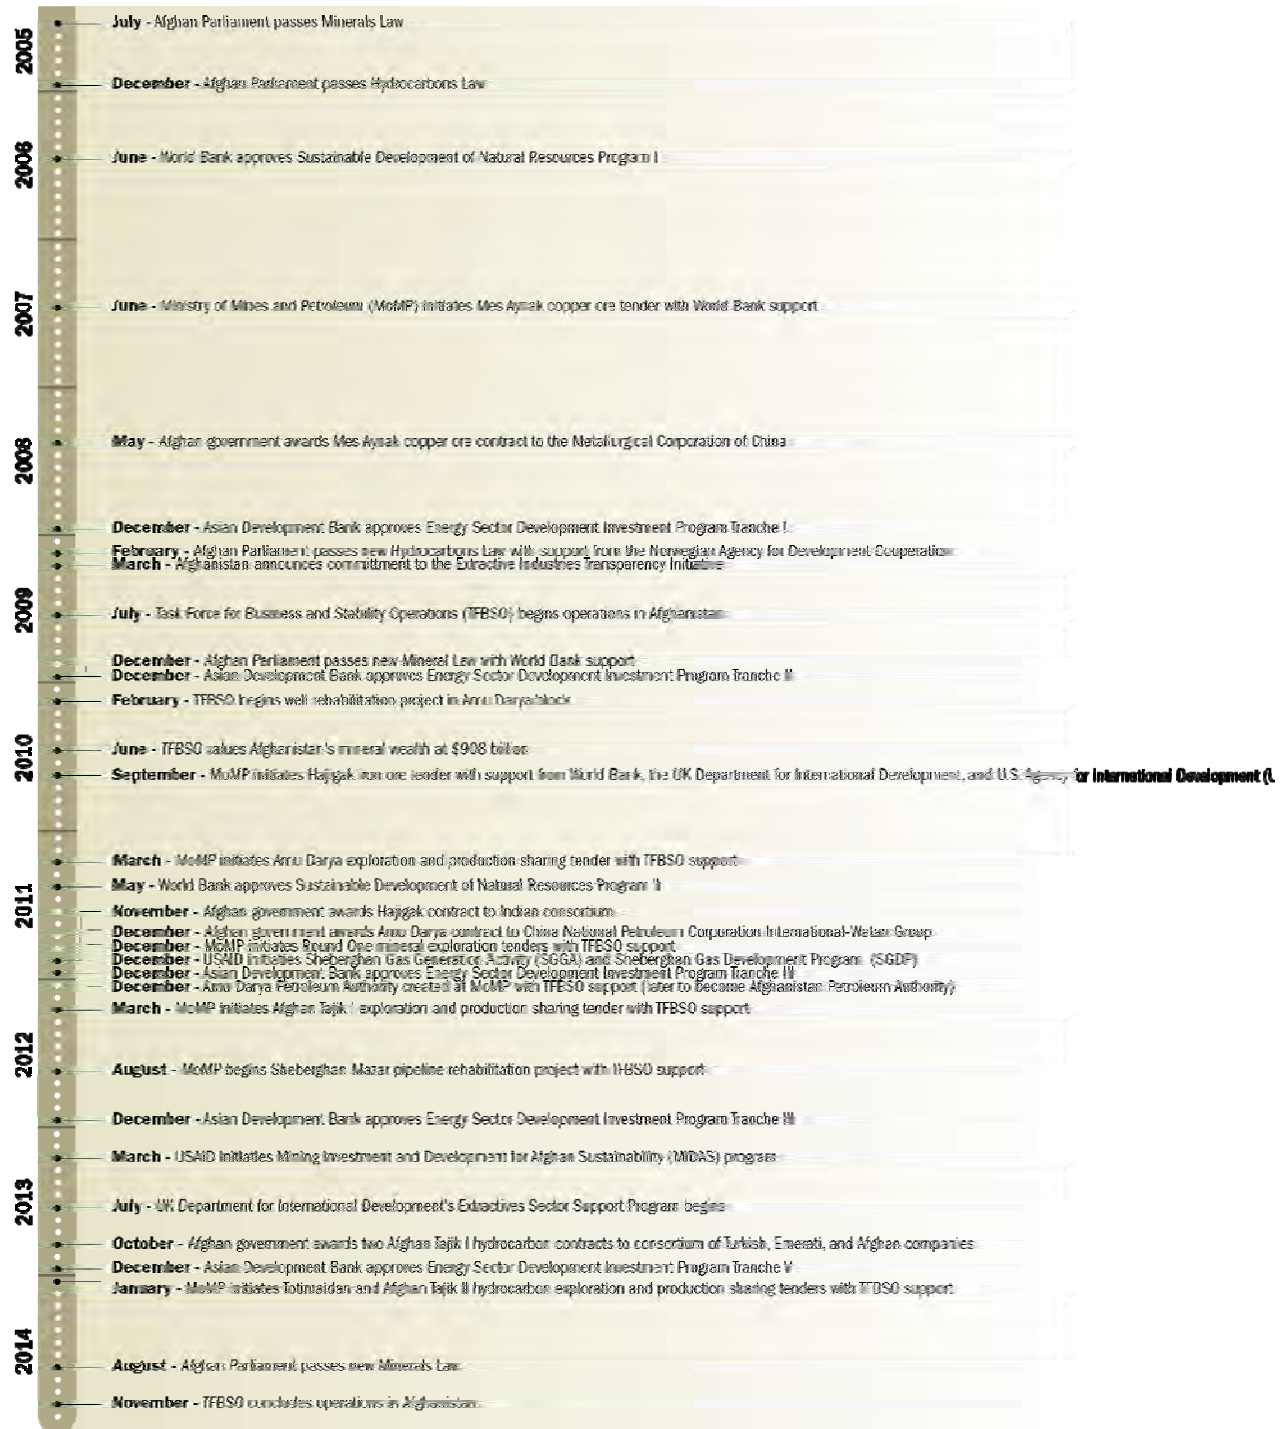 2005
July - Afghan Parliament passes Minerals Law
December - Afghan Parliament passes Hydrocarbons Law
2006
June - World Bank approves Sustainable Development of Natural Resources Program I
2007
June - Ministry of Mines and Petroleum (MoMP) initiates Mes Aynak copper ore tender with World Bank support
2008
May - Afghan government awards Mes Aynak copper ore contract to the Metallurgical Corporation of China
December - Asian Development Bank approves Energy Sector Development Investment Program Tranche I
2009
February - Afghan Parliament passes new Hydrocarbons Law with support from the Norwegian Agency for Development Cooperation
March - Afghanistan announces committment to the Extractive Industries Transparency Initiative
July - Task Force for Business and Stability Operations (TFBSO) begins operations in Afghanistan
December - Afghan Parliament passes new Mineral Law with World Bank support
December - Asian Development Bank approves Energy Sector Development Investment Program Tranche II
2010
February - TFBSO begins well rehabilitation project in Amu Darya block
June - TFBSO values Afghanistan's mineral wealth at $908 billion
September - MoMP initiates Hajigak iron ore tender with support from World Bank, the UK Department for International Development, and U.S. Agency for International Development (
2011
March - MoMP initiates Amu Darya exploration and production sharing tender with TFBSO support
May - World Bank approves Sustainable Development of Natural Resources Program II
November - Afghan government awards Hajigak contract to Indian consortium
December - Afghan government awards Amu Darya contract to China National Petroleum Corporation International-Watan Group
December - MoMP initiates Round One mineral exploration tenders with TFBSO support
December - USAID initiates Sheberghan Gas Generation Activity (SGGA) and Sheberghan Gas Development Program (SGDP)
December - Asian Development Bank approves Energy Sector Development Investment Program Tranche
December - Amu Darya Petroleum Authority created at MoMP with TFBSO support (later to become Afghanistan Petroleum Authority)
2012
March - MoMP initiates Afghan Tajik I exploration and production sharing tender with TFBSO support
August - MoMP begins Sheberghan Mazar pipeline rehabilitation project with TFBSO support
December - Asian Development Bank approves Energy Sector Development Investment Program Tranche
2013
March - USAID initiaties Mining Investment and Development for Afghan Sustainability (MIDAS) program
July - UK Department for International Development's Extractives Sector Support Program begins
October - Afghan government awards two Afghan Tajik I hydrocarbon contracts to consortium of Turkish, Emerati, and Afghan companies
December - Asian Development Bank approves Energy Sector Development Investment Program Tranche V
2014
January - MoMP initiates Totimaidan and Afghan Tajik II hydrocarbon exploration and production sharing tenders with TFBSO support
August - Afghan Parliament passes new Minerals Law
November - TFBSO concludes operations in Afghanistan